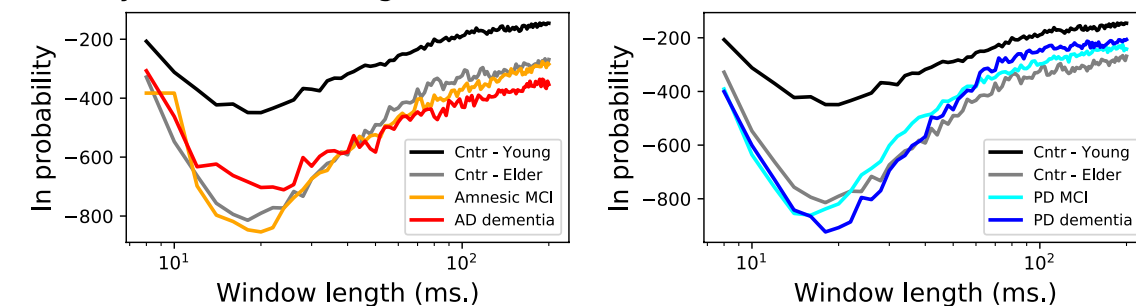 ln probability
−200
−400
−600
−800
Cntr - Young
Cntr - Elder
Amnesic MCI
AD dementia
10¹
10²
Window length (ms.)
ln probability
−200
−400
−600
−800
Cntr - Young
Cntr - Elder
PD MCI
PD dementia
10¹
10²
Window length (ms.)